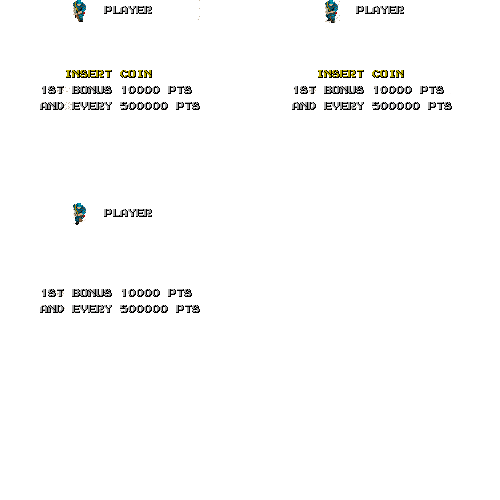 PLAYER
INSERT COIN
1ST BONUS 10000 PTS
AND EVERY 500000 PTS
PLAYER
INSERT COIN
1ST BONUS 10000 PTS
AND EVERY 500000 PTS
PLAYER
1ST BONUS 10000 PTS
AND EVERY 500000 PTS